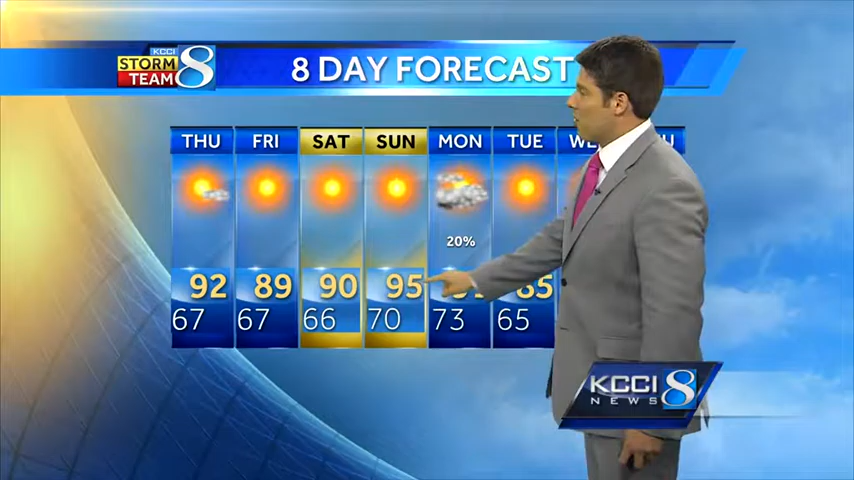 KCCI
STORM
TEAM 8
8 DAY FORECAST
THU FRI SAT SUN MON TUE
20%
92 89 90 95 85
67 67 66 70 73 65
KCCI 8
NEWS